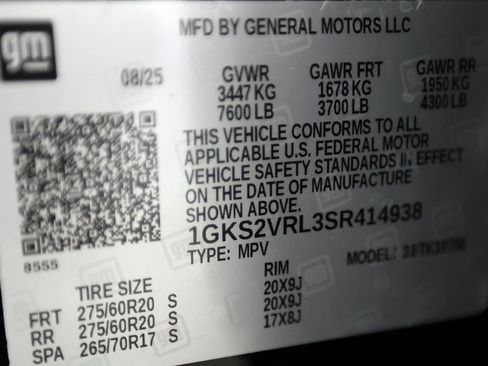 gm
MFD BY GENERAL MOTORS LLC
08/25 GVWR GAWR FRT GAWR RR
3447 KG 1678 KG 1950 KG
7600 LB 3700 LB 4300 LB
THIS VEHICLE CONFORMS TO ALL
APPLICABLE U.S. FEDERAL MOTOR
VEHICLE SAFETY STANDARDS IN EFFECT
ON THE DATE OF MANUFACTURE
SHOWN ABOVE.
1GKS2VRL3SR414938
8555 TYPE: MPV MODEL:
TIRE SIZE RIM
FRT 275/60R20 S 20X9J
RR 275/60R20 S 20X9J
SPA 265/70R17 S 17X8J